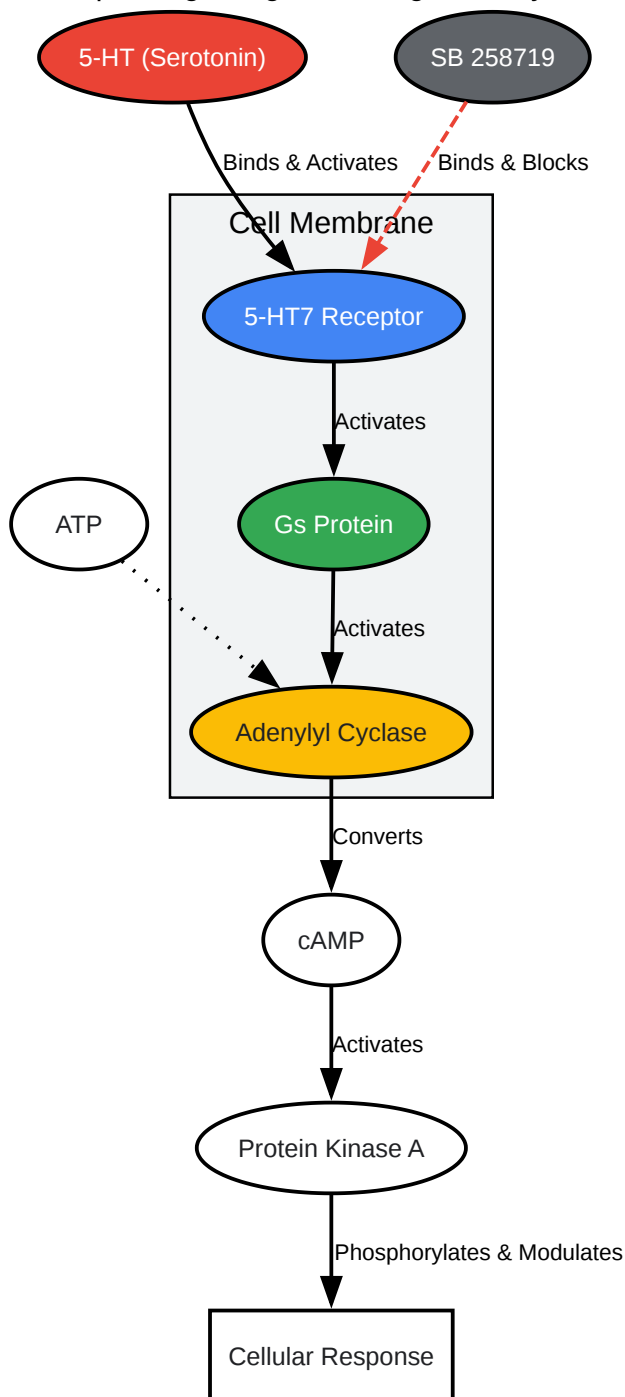 5-HT (Serotonin)
SB 258719
Binds & Activates
Binds & Blocks
Cell Membrane
5-HT7 Receptor
Activates
ATP
Gs Protein
Activates
Adenylyl Cyclase
Converts
cAMP
Activates
Protein Kinase A
Phosphorylates & Modulates
Cellular Response